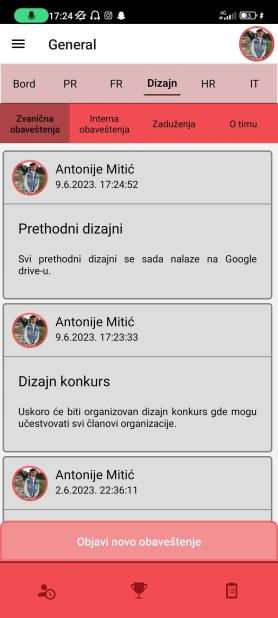 17:24
4G
General
Bord PR FR Dizajn HR IT
Zvanična obaveštenja
Interna obaveštenja
Zaduženja
O timu
Antonije Mitić
9.6.2023. 17:24:52
Prethodni dizajni
Svi prethodni dizajni se sada nalaze na Google
drive-u.
Antonije Mitić
9.6.2023. 17:23:33
Dizajn konkurs
Uskoro će biti organizovan dizajn konkurs gde mogu
učestvovati svi članovi organizacije.
Antonije Mitić
2.6.2023. 22:36:11
Objavi novo obaveštenje